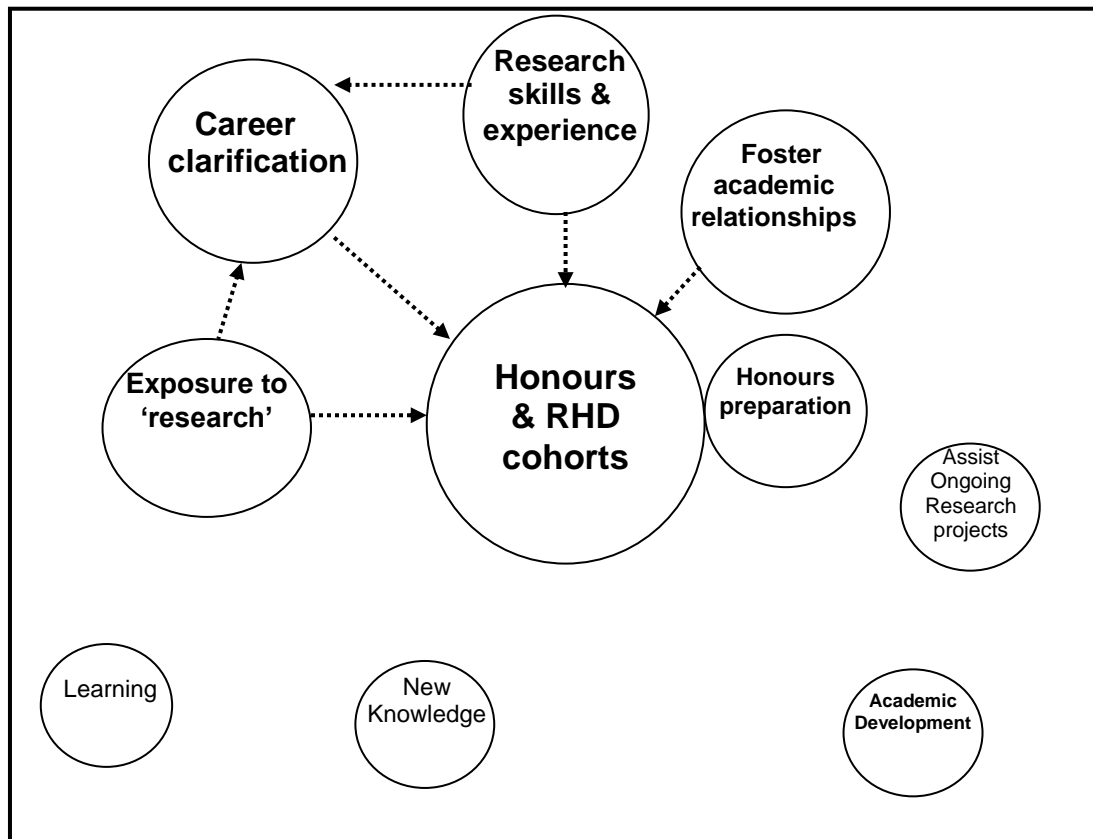 Research
skills &
experience
Career
clarification
Foster
academic
relationships
Exposure to
‘research’
Honours
& RHD
cohorts
Honours
preparation
Assist
Ongoing
Research
projects
Learning
New
Knowledge
Academic
Development